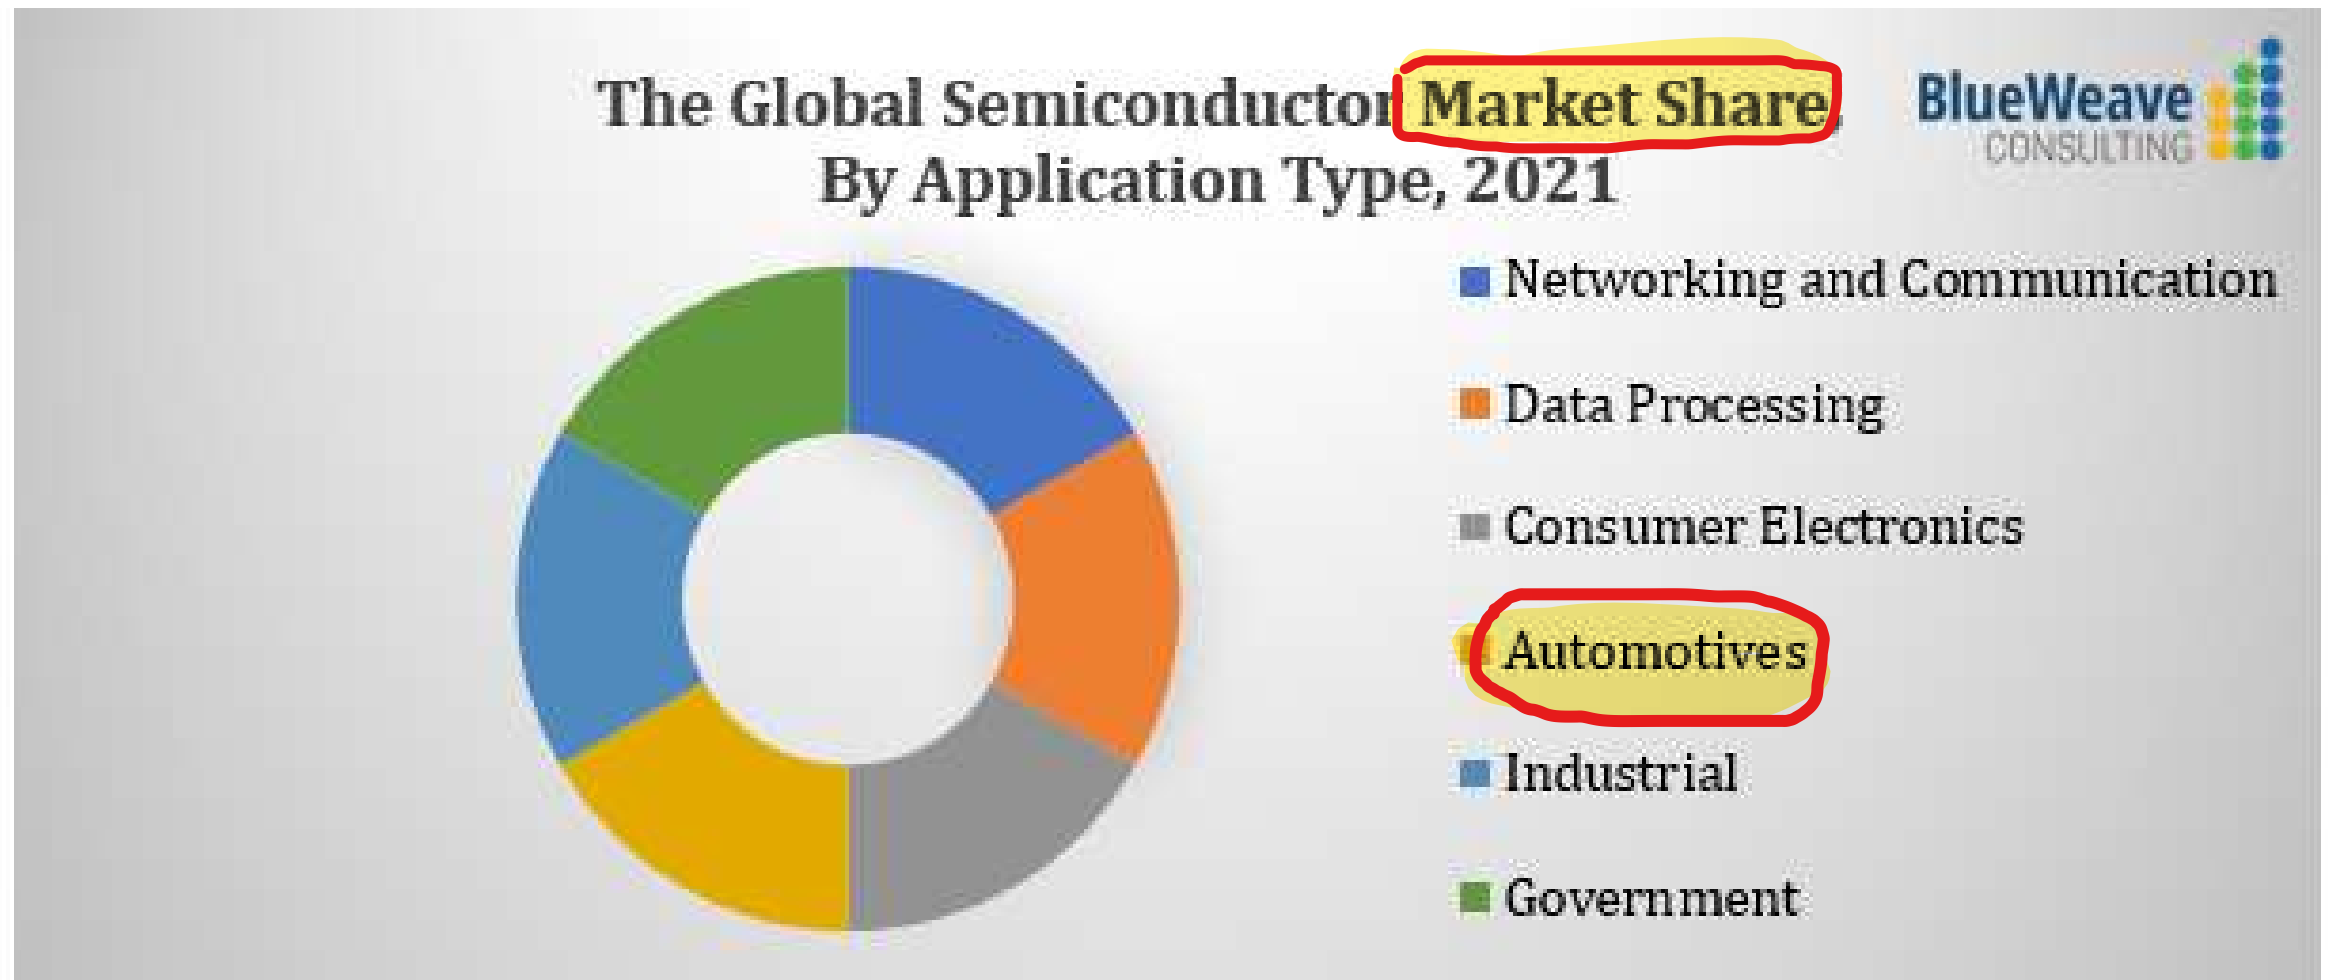 The Global Semiconductor Market Share,
By Application Type, 2021
BlueWeave
CONSULTING
Networking and Communication
Data Processing
Consumer Electronics
Automotives
Industrial
Government